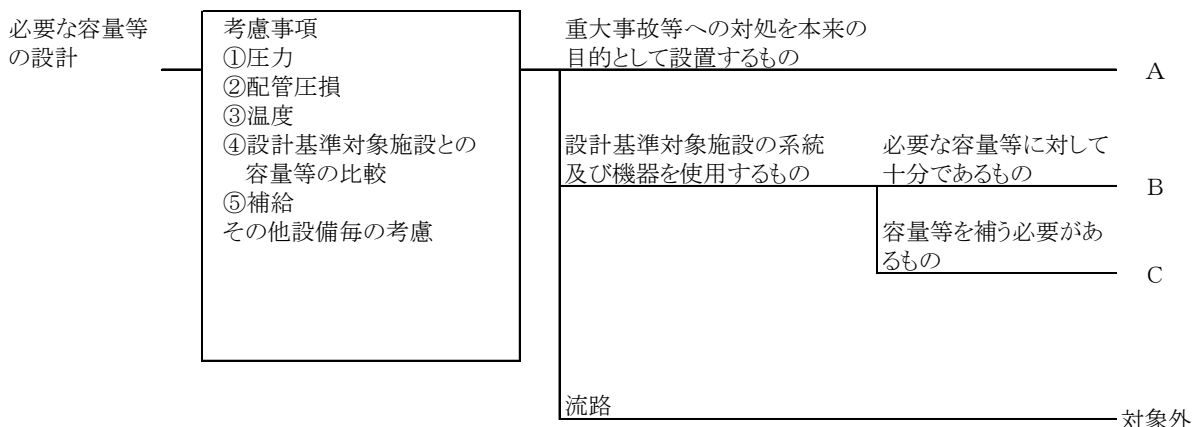 必要な容量等
の設計
考慮事項
①圧力
②配管圧損
③温度
④設計基準対象施設との
容量等の比較
⑤補給
その他設備毎の考慮
重大事故等への対処を本来の
目的として設置するもの
A
設計基準対象施設の系統
及び機器を使用するもの
必要な容量等に対して
十分であるもの
B
容量等を補う必要があ
るもの
C
流路
対象外